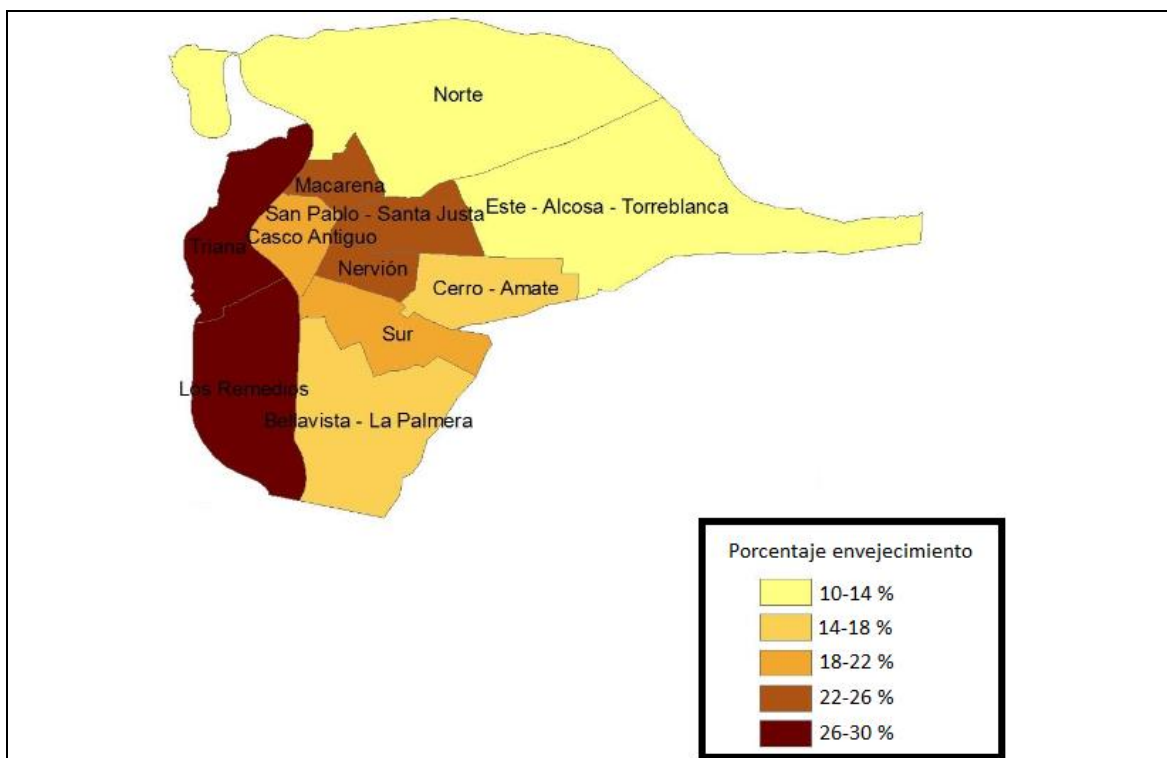 Norte
Macarena
San Pablo - Santa Justa
Este - Alcosa - Torreblanca
Triana
Casco Antiguo
Nervión
Cerro - Amate
Sur
Los Remedios
Bellavista - La Palmera
Porcentaje envejecimiento
10-14 %
14-18 %
18-22 %
22-26 %
26-30 %